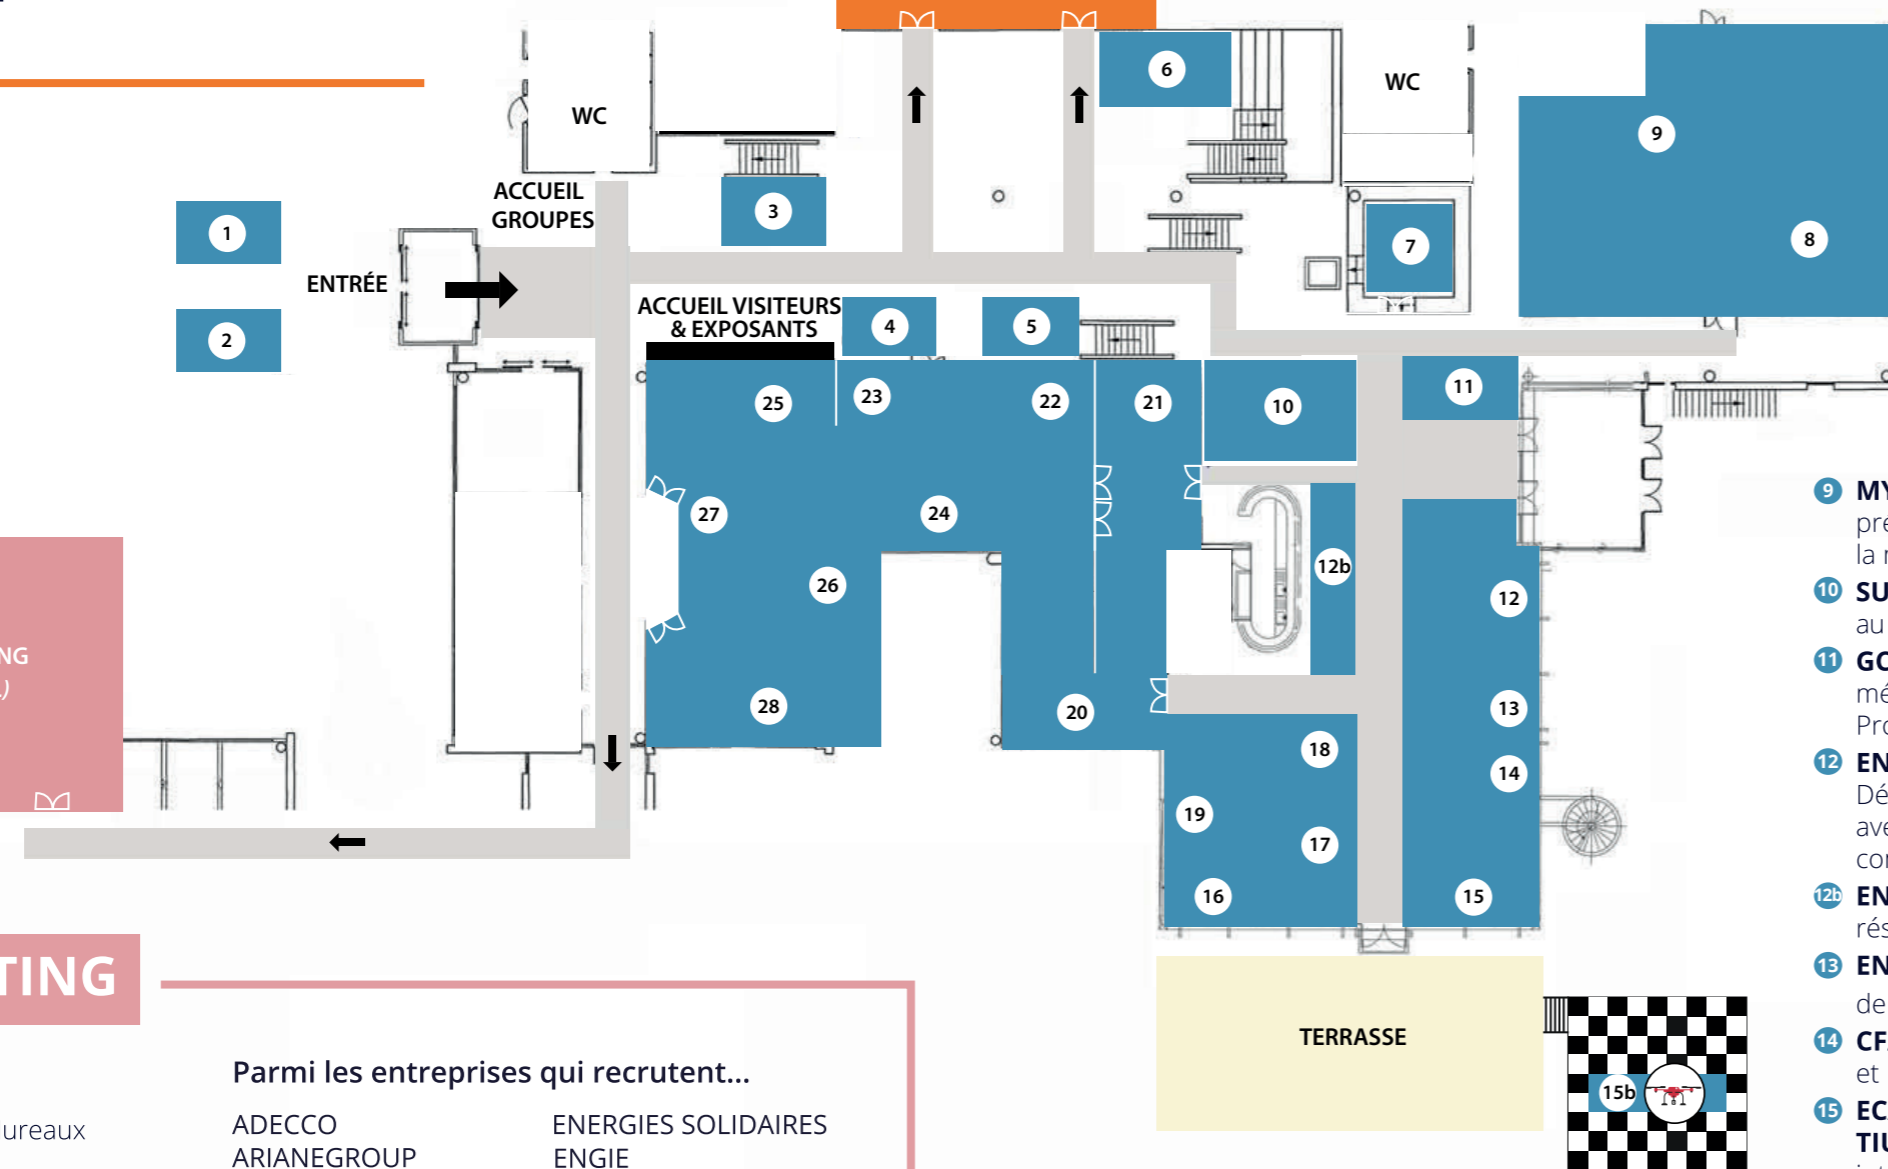 6
WC
WC
9
ACCUEIL
GROUPES
3
1
7
8
ENTRÉE
ACCUEIL VISITEURS
& EXPOSANTS
4
5
2
11
25
23
22
21
10
27
24
12b
26
12
28
20
13
18
14
19
17
16
15
NG
)
TERRASSE
15b
9 MY
pré
la r
10 SU
au
11 GO
mé
Pro
12 EN
Dé
ave
cor
12b EN
rés
13 EN
de
14 CF
et
15 EC
TIU
TING
Parmi les entreprises qui recrutent...
ureaux
ADECCO
ARIANEGROUP
ENERGIES SOLIDAIRES
ENGIE